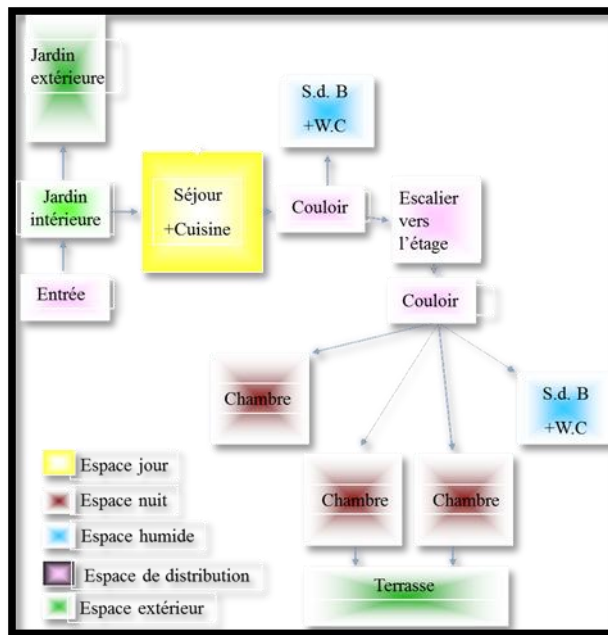 Jardin
extérieure
S.d. B
+W.C
Jardin
intérieure
Séjour
+Cuisine
Couloir
Escalier
vers
l'étage
Entrée
Couloir
Chambre
S.d. B
+W.C
Chambre
Chambre
Terrasse
Espace jour
Espace nuit
Espace humide
Espace de distribution
Espace extérieur